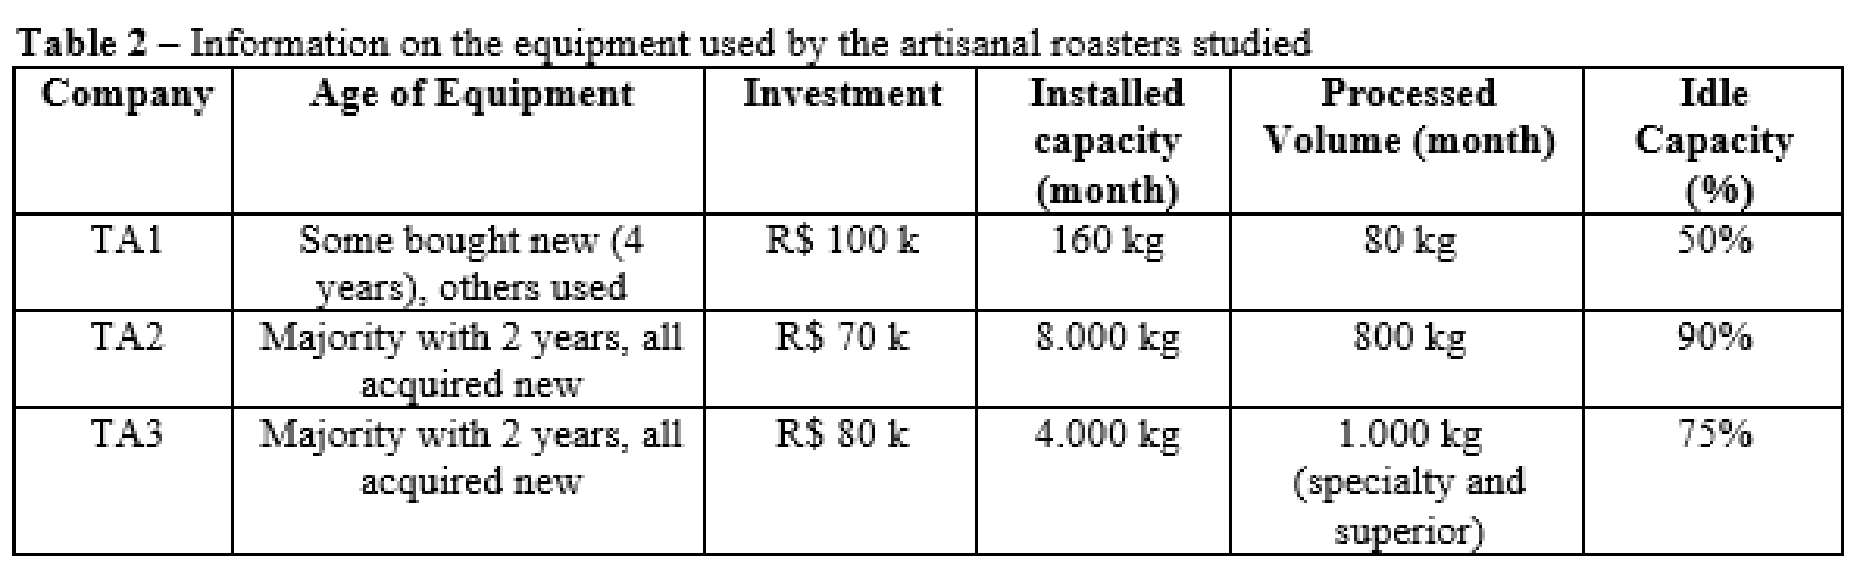 Table 2 – Information on the equipment used by the artisanal roasters studied
Company Age of Equipment Investment Installed capacity (month) Processed Volume (month) Idle Capacity (%)
TA1 Some bought new (4 years), others used R$ 100 k 160 kg 80 kg 50%
TA2 Majority with 2 years, all acquired new R$ 70 k 8.000 kg 800 kg 90%
TA3 Majority with 2 years, all acquired new R$ 80 k 4.000 kg 1.000 kg (specialty and superior) 75%